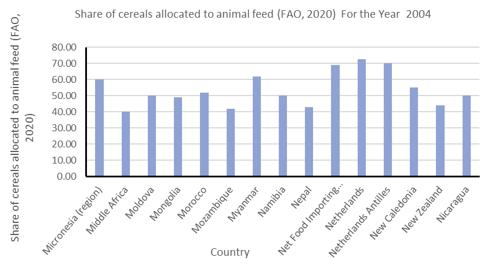 Share of cereals allocated to animal feed (FAO, 2020)  For the Year  2004
Share of cereals allocated to animal feed (FAO,
2020)
80.00
70.00
60.00
50.00
40.00
30.00
20.00
10.00
0.00
Micronesia (region)
Middle Africa
Moldova
Mongolia
Morocco
Mozambique
Myanmar
Namibia
Nepal
Net Food Importing...
Netherlands
Netherlands Antilles
New Caledonia
New Zealand
Nicaragua
Country